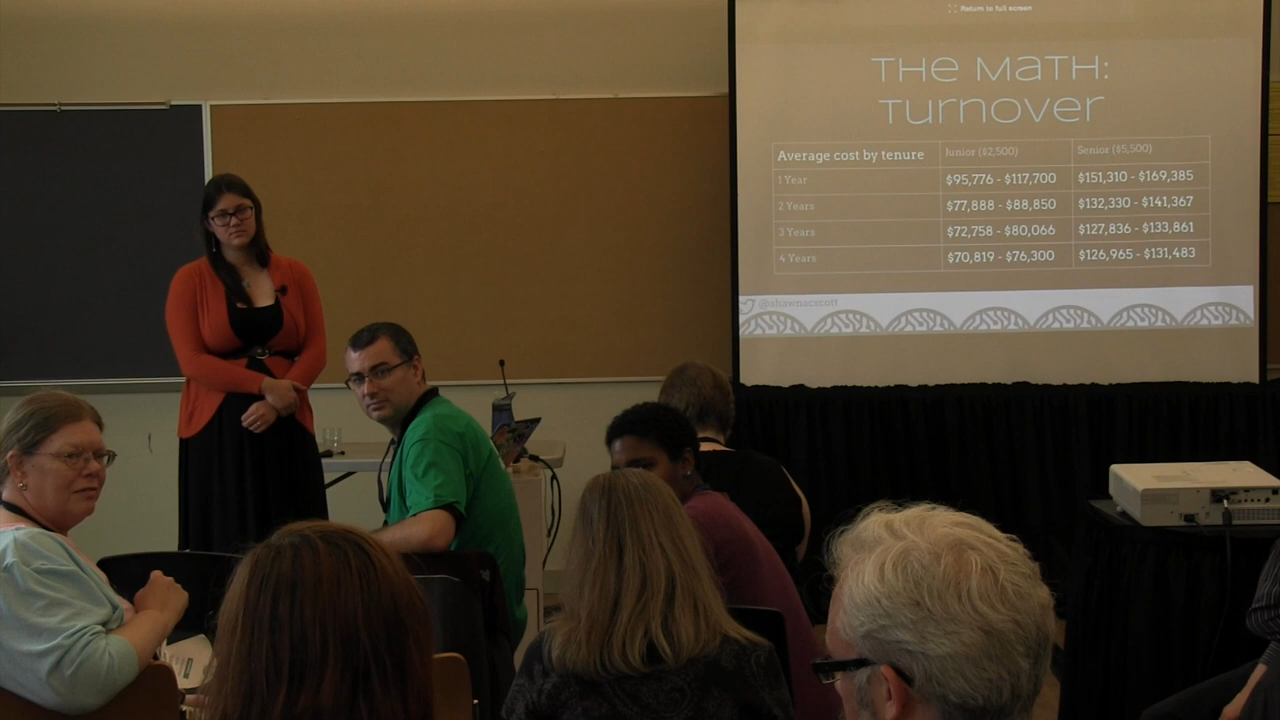 Return to full screen
THE MATH:
TURNOVER
Average cost by tenure Junior ($2,500) Senior ($5,500)
1 Year $95,776 - $117,700 $151,310 - $169,385
2 Years $77,888 - $88,850 $132,330 - $141,367
3 Years $72,758 - $80,066 $127,836 - $133,861
4 Years $70,819 - $76,300 $126,965 - $131,483
@shawnacscott